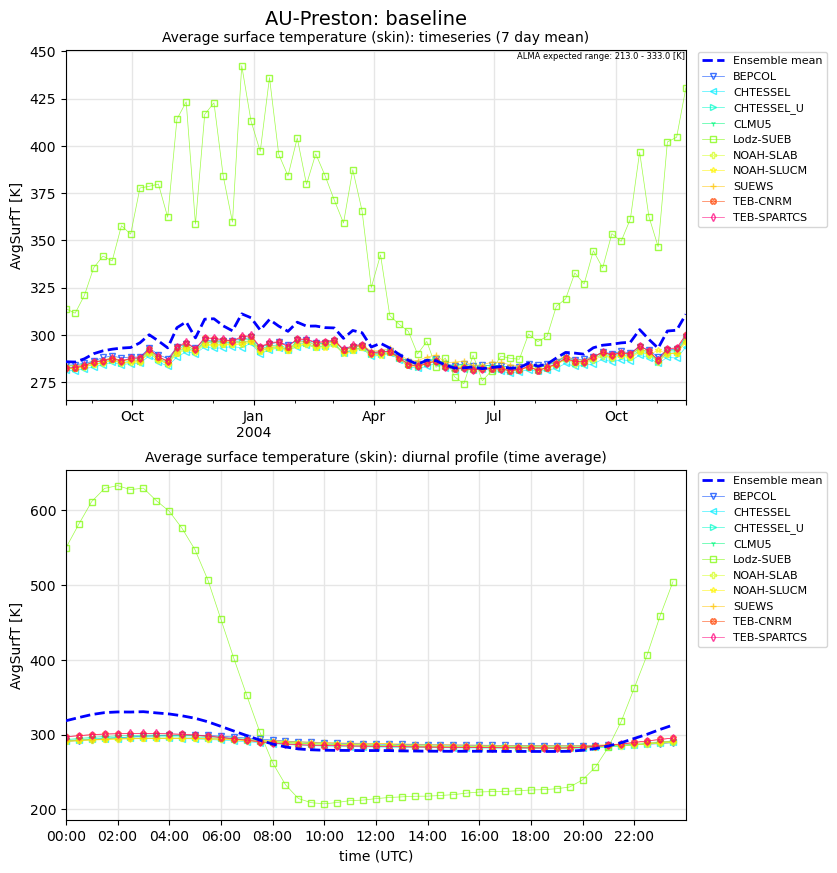 AU-Preston: baseline
Average surface temperature (skin): timeseries (7 day mean)
ALMA expected range: 213.0 - 333.0 [K]
450
425
400
375
350
325
300
275
AvgSurfT [K]
Oct
Jan
2004
Apr
Jul
Oct
Ensemble mean
BEPCOL
CHTESSEL
CHTESSEL_U
CLMU5
Lodz-SUEB
NOAH-SLAB
NOAH-SLUCM
SUEWS
TEB-CNRM
TEB-SPARTCS
Average surface temperature (skin): diurnal profile (time average)
600
500
400
300
200
AvgSurfT [K]
00:00
02:00
04:00
06:00
08:00
10:00
12:00
14:00
16:00
18:00
20:00
22:00
time (UTC)
Ensemble mean
BEPCOL
CHTESSEL
CHTESSEL_U
CLMU5
Lodz-SUEB
NOAH-SLAB
NOAH-SLUCM
SUEWS
TEB-CNRM
TEB-SPARTCS